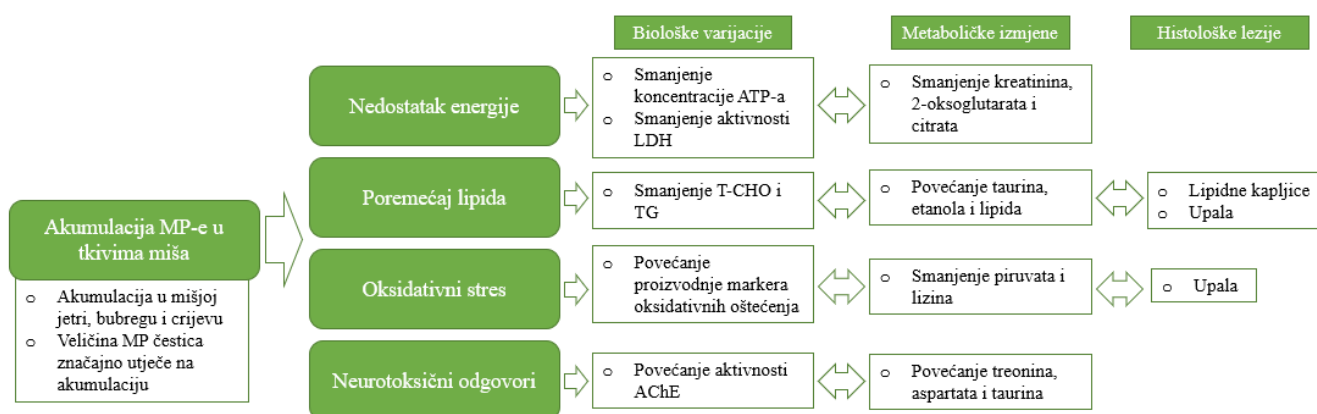 Biološke varijacije
Metaboličke izmjene
Histološke lezije
Nedostatak energije
o Smanjenje
koncentracije ATP-a
o Smanjenje aktivnosti
LDH
o Smanjenje kreatinina,
2-oksoglutarata i
citrata
Akumulacija MP-e u
tkivima miša
o Akumulacija u mišjoj
jetri, bubregu i crijevu
o Veličina MP čestica
značajno utječe na
akumulaciju
Poremećaj lipida
o Smanjenje T-CHO i
TG
o Povećanje taurina,
etanola i lipida
o Lipidne kapljice
o Upala
Oksidativni stres
o Povećanje
proizvodnje markera
oksidativnih oštećenja
o Smanjenje piruvata i
lizina
o Upala
Neurotoksični odgovori
o Povećanje aktivnosti
AChE
o Povećanje treonina,
aspartata i taurina